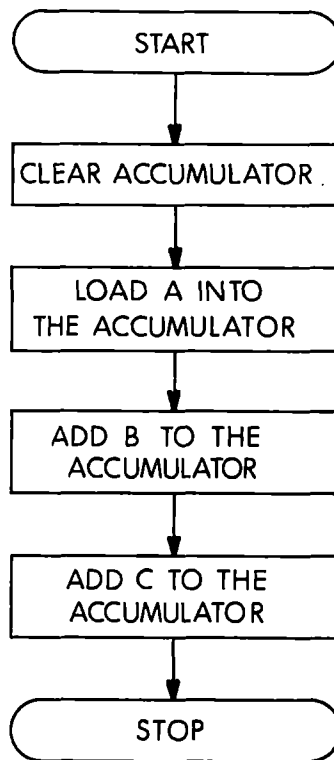 START
CLEAR ACCUMULATOR.
LOAD A INTO
THE ACCUMULATOR
ADD B TO THE
ACCUMULATOR
ADD C TO THE
ACCUMULATOR
STOP